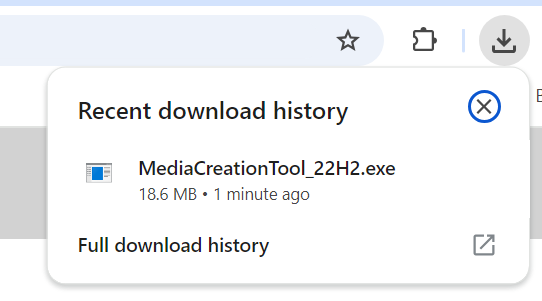 Recent download history
MediaCreationTool_22H2.exe
18.6 MB • 1 minute ago
Full download history